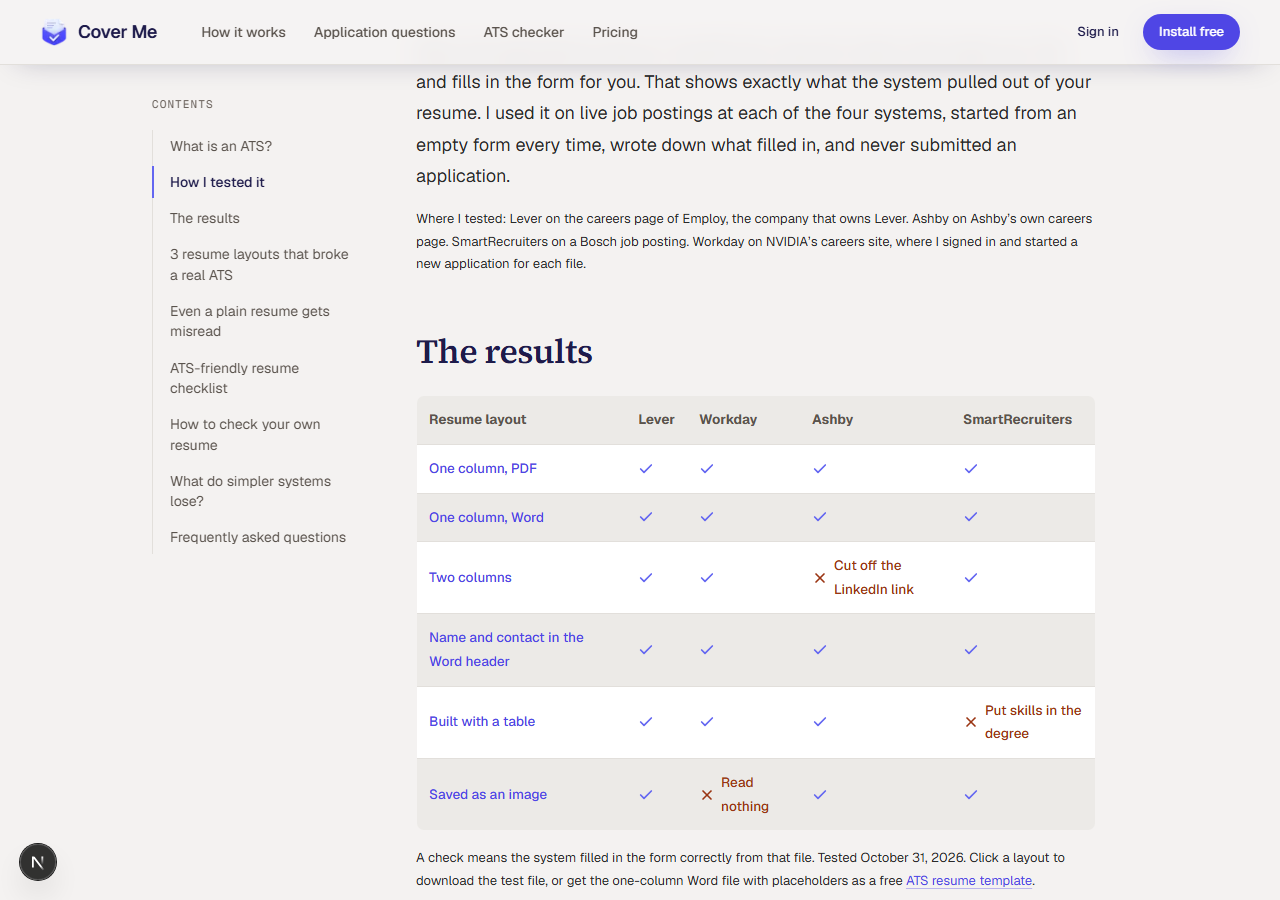 Cover Me
How it works
Application questions
ATS checker
Pricing
Sign in
Install free
CONTENTS
What is an ATS?
How I tested it
The results
3 resume layouts that broke
a real ATS
Even a plain resume gets
misread
ATS-friendly resume
checklist
How to check your own
resume
What do simpler systems
lose?
Frequently asked questions
and fills in the form for you. That shows exactly what the system pulled out of your
resume. I used it on live job postings at each of the four systems, started from an
empty form every time, wrote down what filled in, and never submitted an
application.
Where I tested: Lever on the careers page of Employ, the company that owns Lever. Ashby on Ashby’s own careers
page. SmartRecruiters on a Bosch job posting. Workday on NVIDIA’s careers site, where I signed in and started a
new application for each file.
The results
Resume layout Lever Workday Ashby SmartRecruiters
One column, PDF
One column, Word
Two columns
Cut off the
LinkedIn link
Name and contact in the
Word header
Built with a table
Put skills in the
degree
Saved as an image
Read
nothing
A check means the system filled in the form correctly from that file. Tested October 31, 2026. Click a layout to
download the test file, or get the one-column Word file with placeholders as a free ATS resume template.
N